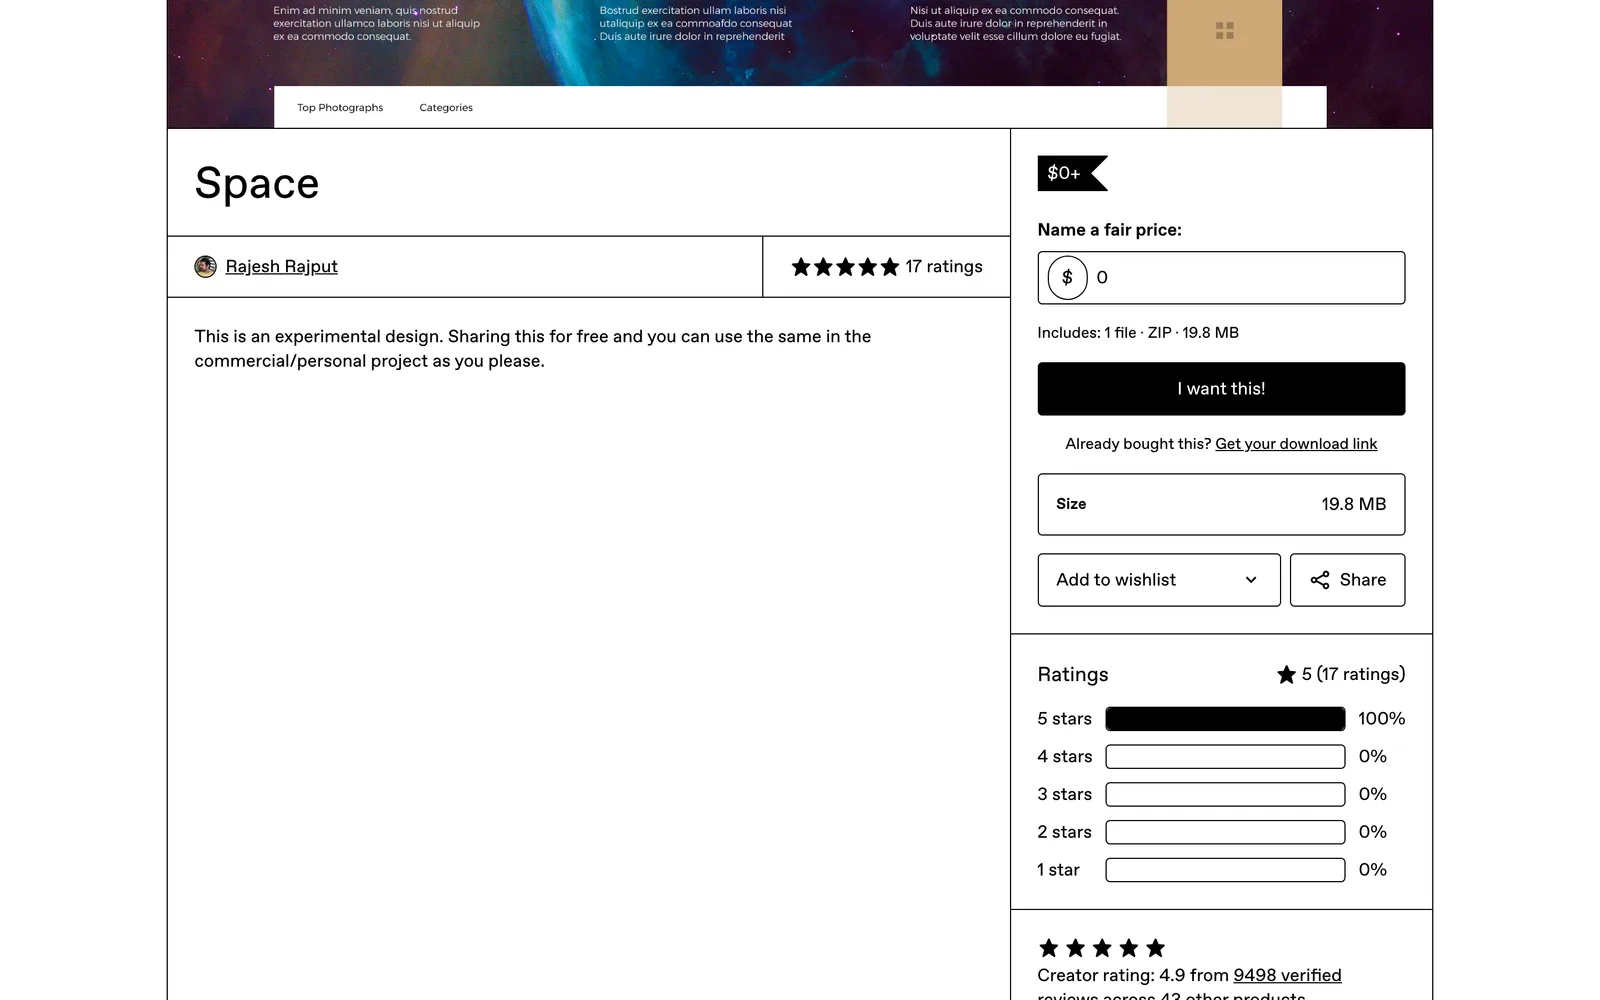 Enim ad minim veniam, quis nostrud
exercitation ullamco laboris nisi ut aliquip
ex ea commodo consequat.
Bostrud exercitation ullam laboris nisi
utaliquip ex ea commoafdo consequat
. Duis aute irure dolor in reprehenderit
Nisi ut aliquip ex ea commodo consequat.
Duis aute irure dolor in reprehenderit in
voluptate velit esse cillum dolore eu fugiat.
Top Photographs
Categories
Space
Rajesh Rajput
17 ratings
This is an experimental design. Sharing this for free and you can use the same in the
commercial/personal project as you please.
$0+
Name a fair price:
$ 0
Includes: 1 file · ZIP · 19.8 MB
I want this!
Already bought this? Get your download link
Size 19.8 MB
Add to wishlist
Share
Ratings 5 (17 ratings)
5 stars 100%
4 stars 0%
3 stars 0%
2 stars 0%
1 star 0%
Creator rating: 4.9 from 9498 verified
reviews across 42 other products